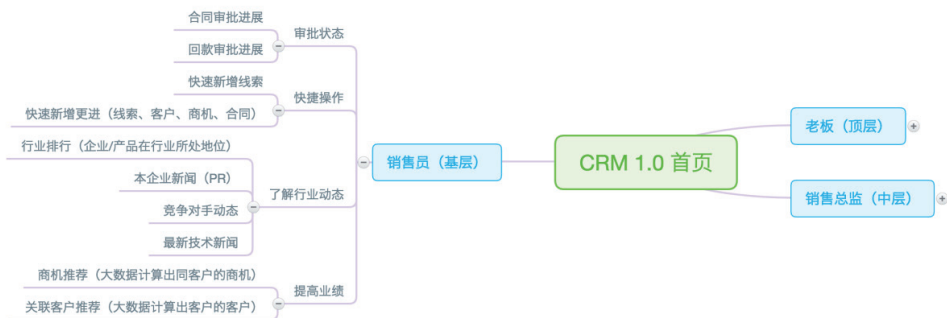 合同审批进展
审批状态
回款审批进展
快速新增线索
快捷操作
快速新增更进（线索、客户、商机、合同）
行业排行（企业/产品在行业所处地位）
本企业新闻（PR）
了解行业动态
竞争对手动态
最新技术新闻
商机推荐（大数据计算出同客户的商机）
提高业绩
关联客户推荐（大数据计算出客户的客户）
销售员（基层）
CRM 1.0 首页
老板（顶层）
销售总监（中层）